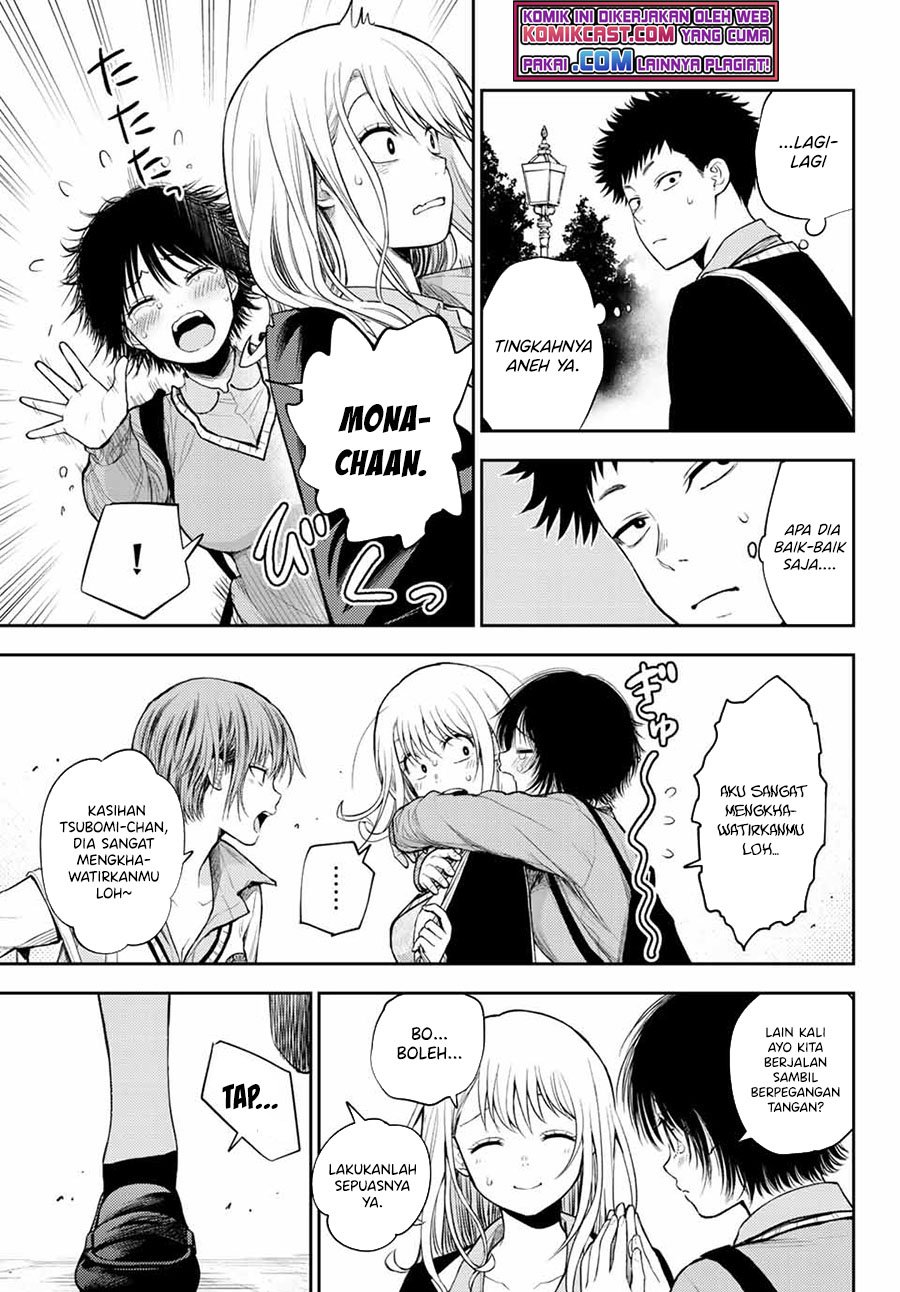 KOMIK INI DIKERJAKAN OLEH WEB
KOMIKCAST.COM YANG CUMA
PAKAI .COM LAINNYA PLAGIAT!
...LAGI-
LAGI
TINGKAHNYA
ANEH YA.
APA DIA
BAIK-BAIK
SAJA....
たたたたっ
MONA-
CHAAN.
!
びくっ
ぎゅ
AKU SANGAT
MENGKHA-
WATIRKANMU
LOH...
......
KASIHAN
TSUBOMI-CHAN,
DIA SANGAT
MENGKHA-
WATIRKANMU
LOH~
LAIN KALI
AYO KITA
BERJALAN
SAMBIL
BERPEGANGAN
TANGAN?
BO...
BOLEH...
LAKUKANLAH
SEPUASNYA
YA.
TAP...